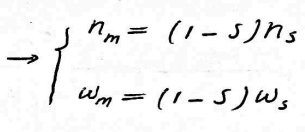 → { n_m = (1 - s) n_s
ω_m = (1 - s) ω_s